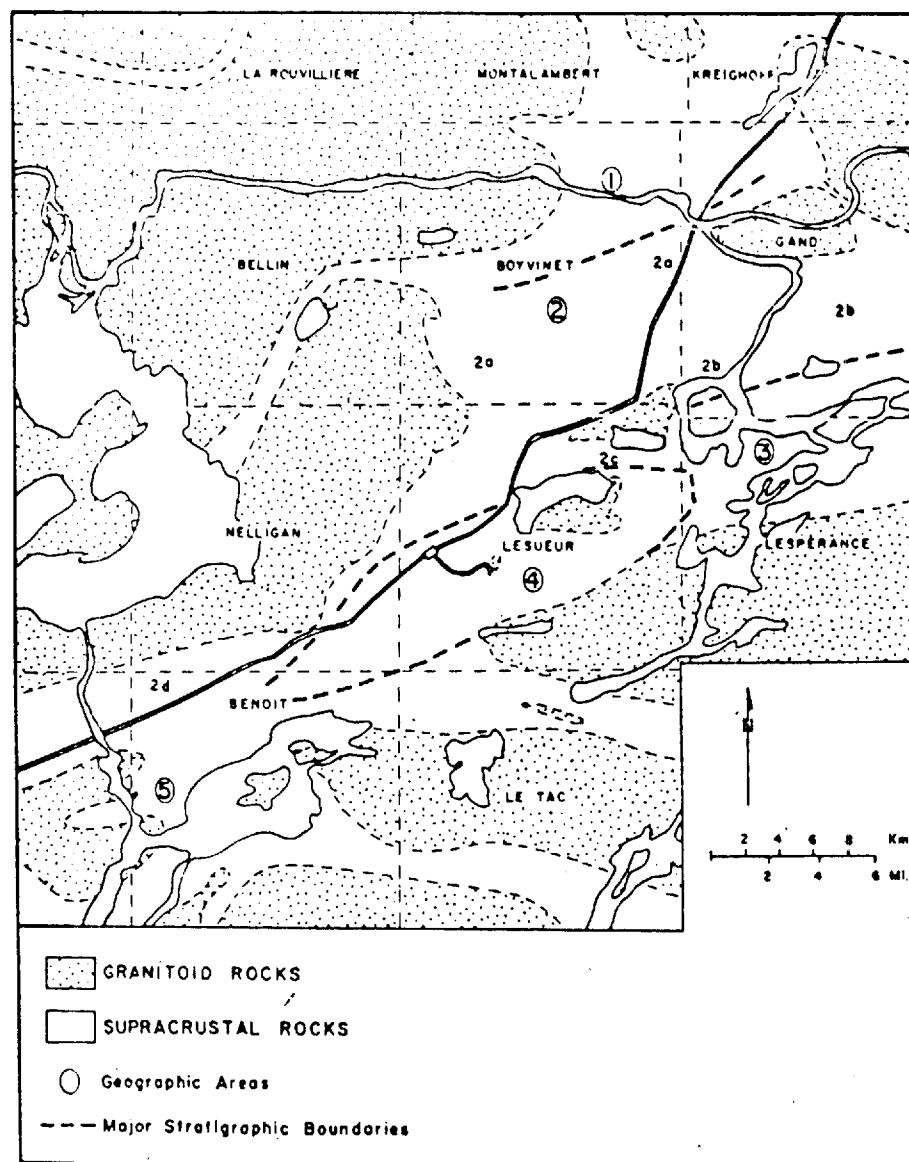 LA ROUVILLIERE MONTALAMBERT KREIGHOFF
1
GAND
BELLIN BOYVINET 2a
2 2b
2a 2b
3
2c
NELLIGAN LESUEUR LESPÉRANCE
4
2d
BENOIT
N
5
LE TAC
2 4 6 8 Km
2 4 6 MI.
GRANITOID ROCKS
SUPRACRUSTAL ROCKS
Geographic Areas
Major Stratigraphic Boundaries